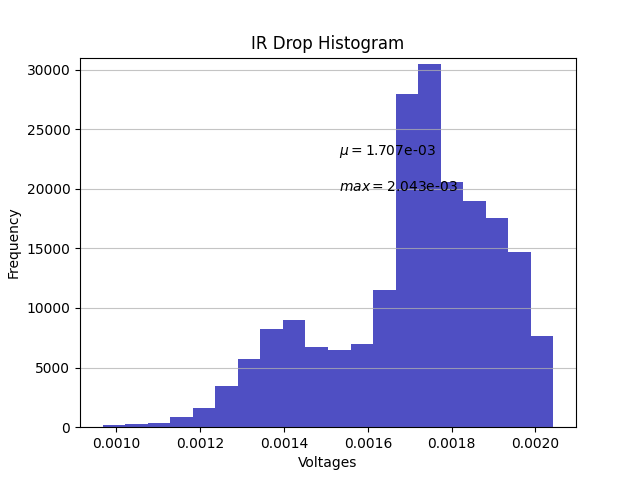 IR Drop Histogram
30000
25000
20000
15000
10000
5000
0
Frequency
μ = 1.707e-03
max = 2.043e-03
0.0010 0.0012 0.0014 0.0016 0.0018 0.0020
Voltages